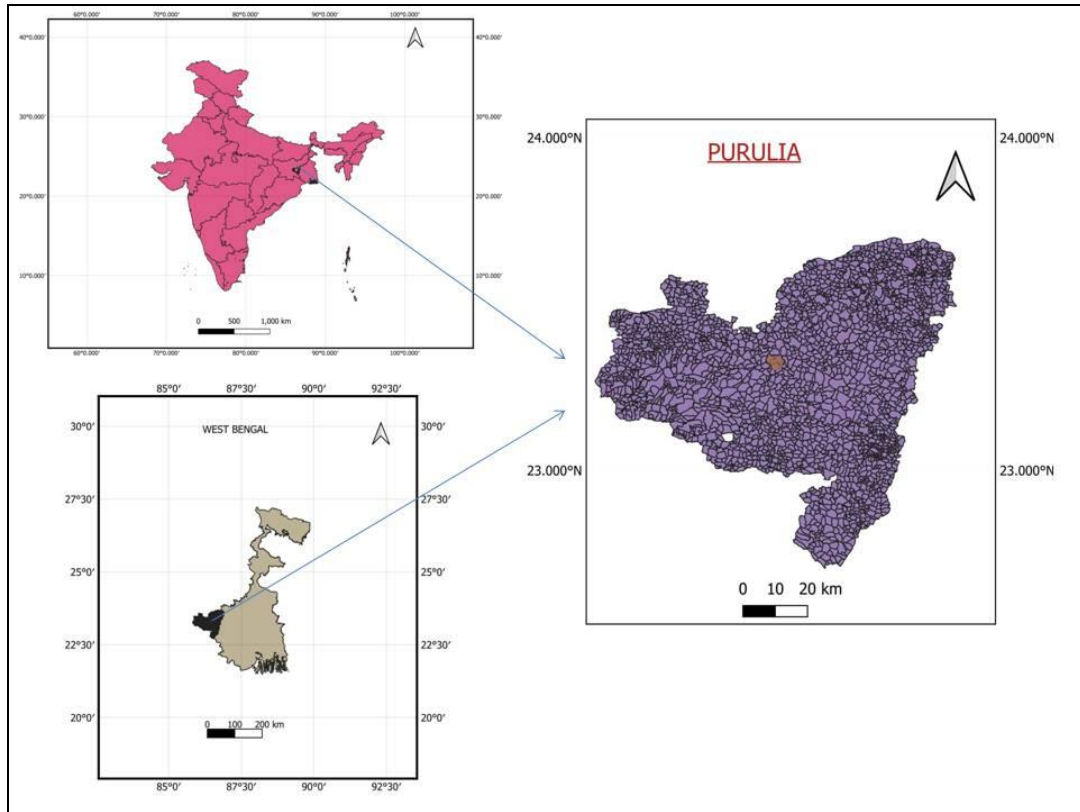 60°0.000' 70°0.000' 80°0.000' 90°0.000' 100°0.000'
40°0.000' 40°0.000'
30°0.000' 30°0.000'
20°0.000' 20°0.000'
10°0.000' 10°0.000'
0 500 1,000 km
60°0.000' 70°0.000' 80°0.000' 90°0.000' 100°0.000'
85°0' 87°30' 90°0' 92°30'
WEST BENGAL
30°0' 30°0'
27°30' 27°30'
25°0' 25°0'
22°30' 22°30'
20°0' 20°0'
0 100 200 km
85°0' 87°30' 90°0' 92°30'
PURULIA
24.000°N 24.000°N
23.000°N 23.000°N
0 10 20 km